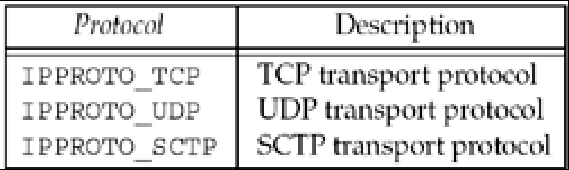 Protocol Description
IPPROTO_TCP TCP transport protocol
IPPROTO_UDP UDP transport protocol
IPPROTO_SCTP SCTP transport protocol